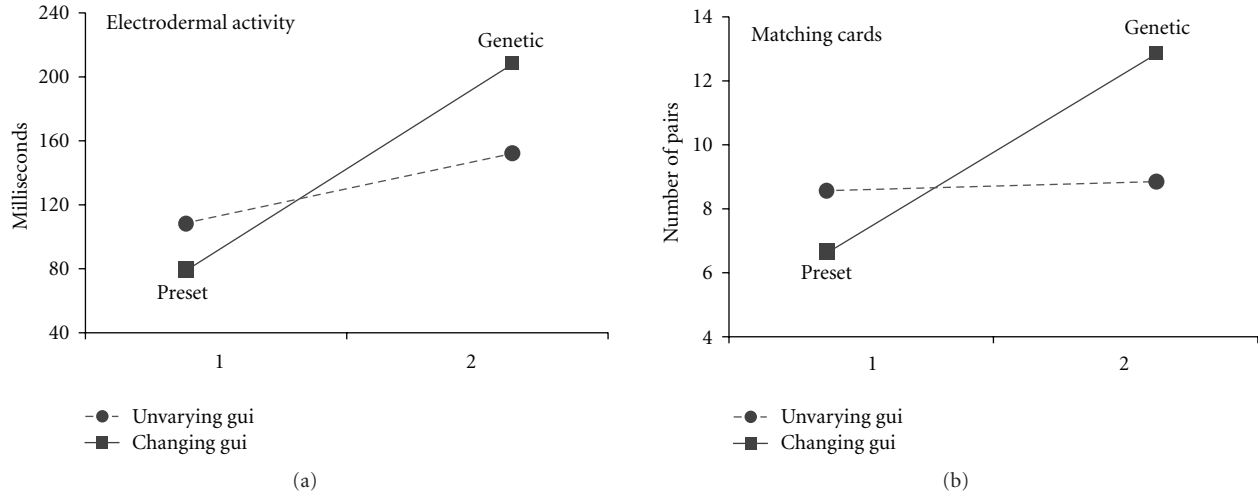 Electrodermal activity
Milliseconds
240
200
160
120
80
40
Genetic
Preset
1
2
Unvarying gui
Changing gui
(a)
Matching cards
Number of pairs
14
12
10
8
6
4
Genetic
Preset
1
2
Unvarying gui
Changing gui
(b)